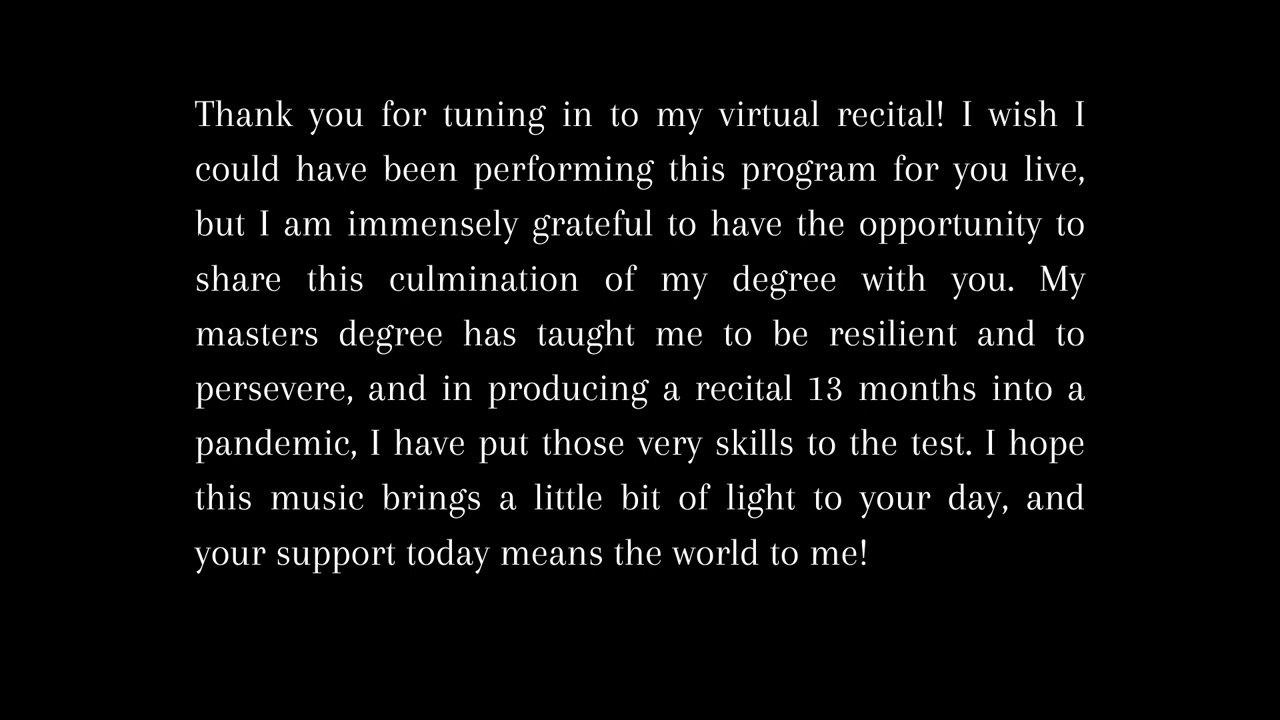 Thank you for tuning in to my virtual recital! I wish I
could have been performing this program for you live,
but I am immensely grateful to have the opportunity to
share this culmination of my degree with you. My
masters degree has taught me to be resilient and to
persevere, and in producing a recital 13 months into a
pandemic, I have put those very skills to the test. I hope
this music brings a little bit of light to your day, and
your support today means the world to me!